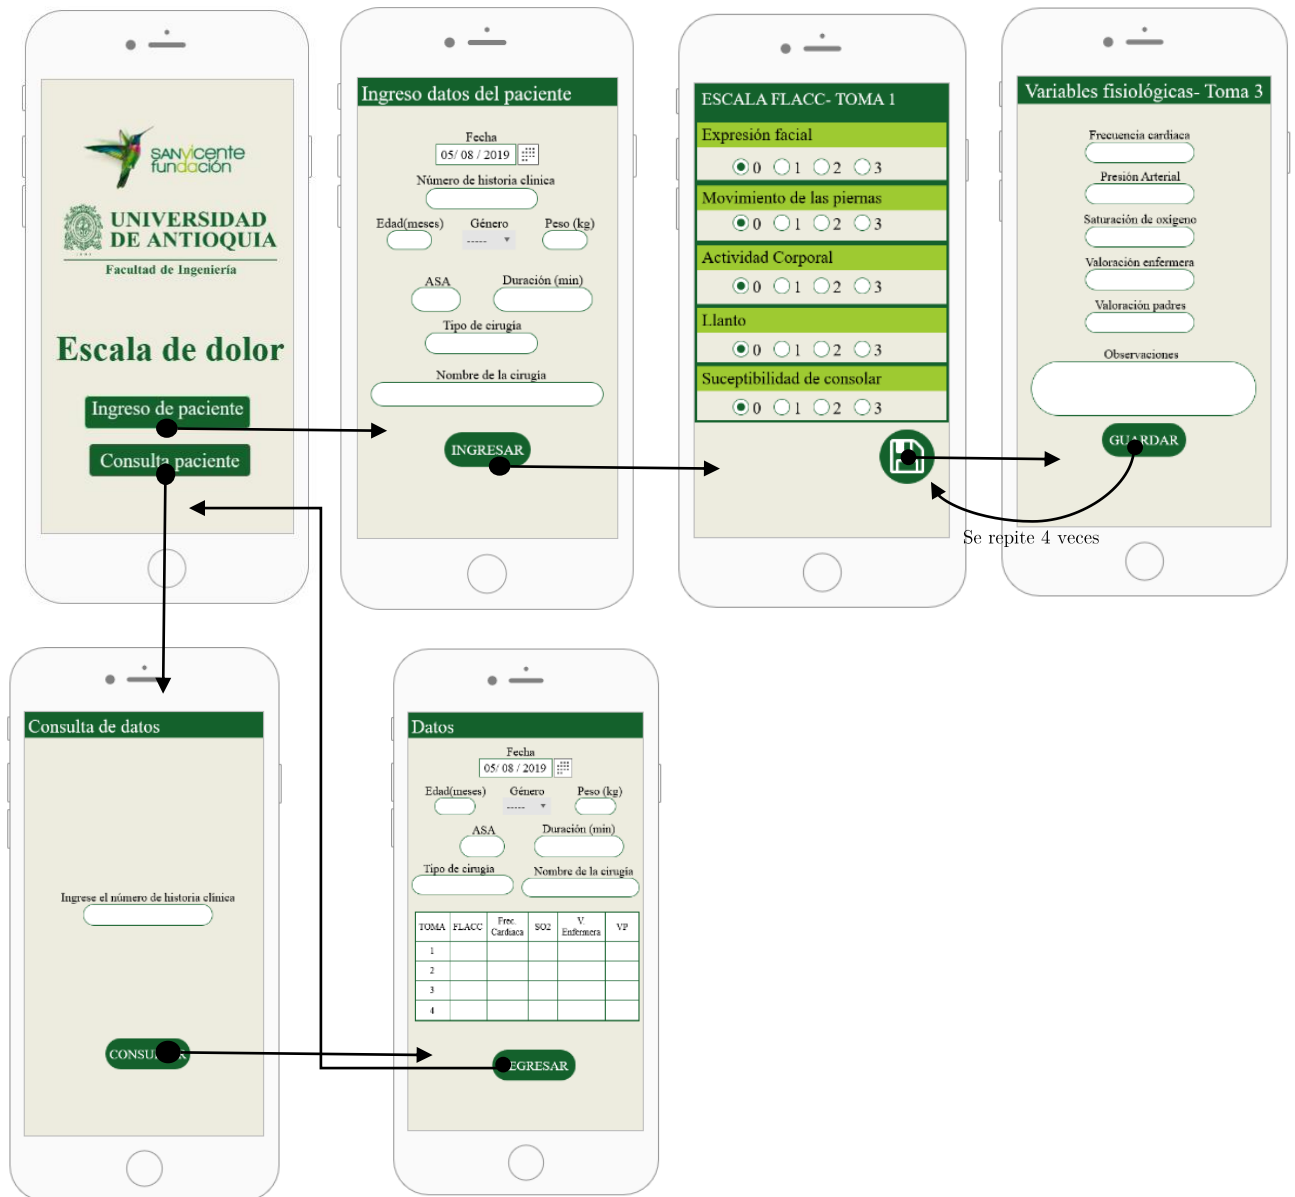 SANVICENTE
fundación
UNIVERSIDAD
DE ANTIOQUIA
1803
Facultad de Ingeniería
Escala de dolor
Ingreso de paciente
Consulta paciente
Ingreso datos del paciente
Fecha
05/ 08 / 2019
Número de historia clínica
Edad(meses) Género Peso (kg)
-----
ASA Duración (min)
Tipo de cirugía
Nombre de la cirugía
INGRESAR
ESCALA FLACC- TOMA 1
Expresión facial
0 1 2 3
Movimiento de las piernas
0 1 2 3
Actividad Corporal
0 1 2 3
Llanto
0 1 2 3
Suceptibilidad de consolar
0 1 2 3
Variables fisiológicas- Toma 3
Frecuencia cardíaca
Presión Arterial
Saturación de oxígeno
Valoración enfermera
Valoración padres
Observaciones
GUARDAR
Se repite 4 veces
Consulta de datos
Ingrese el número de historia clínica
CONSULTAR
Datos
Fecha
05/ 08 / 2019
Edad(meses) Género Peso (kg)
-----
ASA Duración (min)
Tipo de cirugía Nombre de la cirugía
TOMA FLACC Frec. Cardiaca SO2 V. Enfermera VP
1
2
3
4
REGRESAR